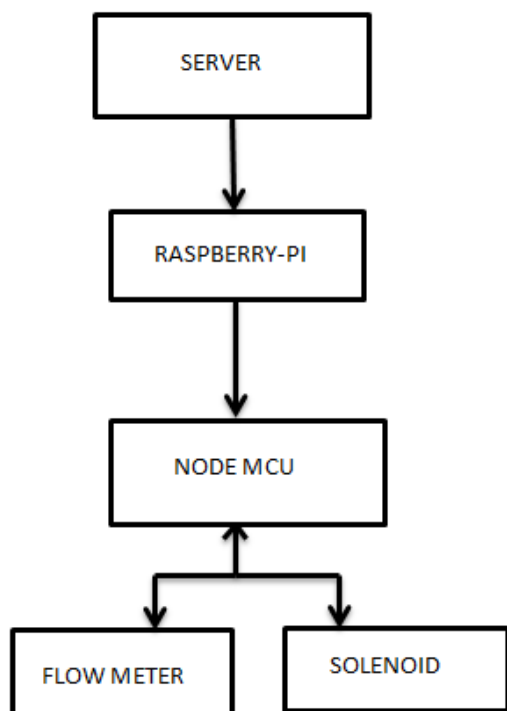 SERVER
RASPBERRY-PI
NODE MCU
FLOW METER
SOLENOID